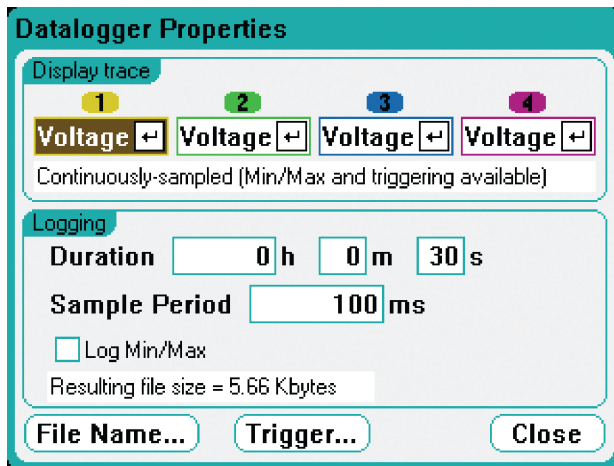 Datalogger Properties
Display trace
1 2 3 4
Voltage Voltage Voltage Voltage
Continuously-sampled (Min/Max and triggering available)
Logging
Duration 0 h 0 m 30 s
Sample Period 100 ms
Log Min/Max
Resulting file size = 5.66 Kbytes
File Name... Trigger... Close